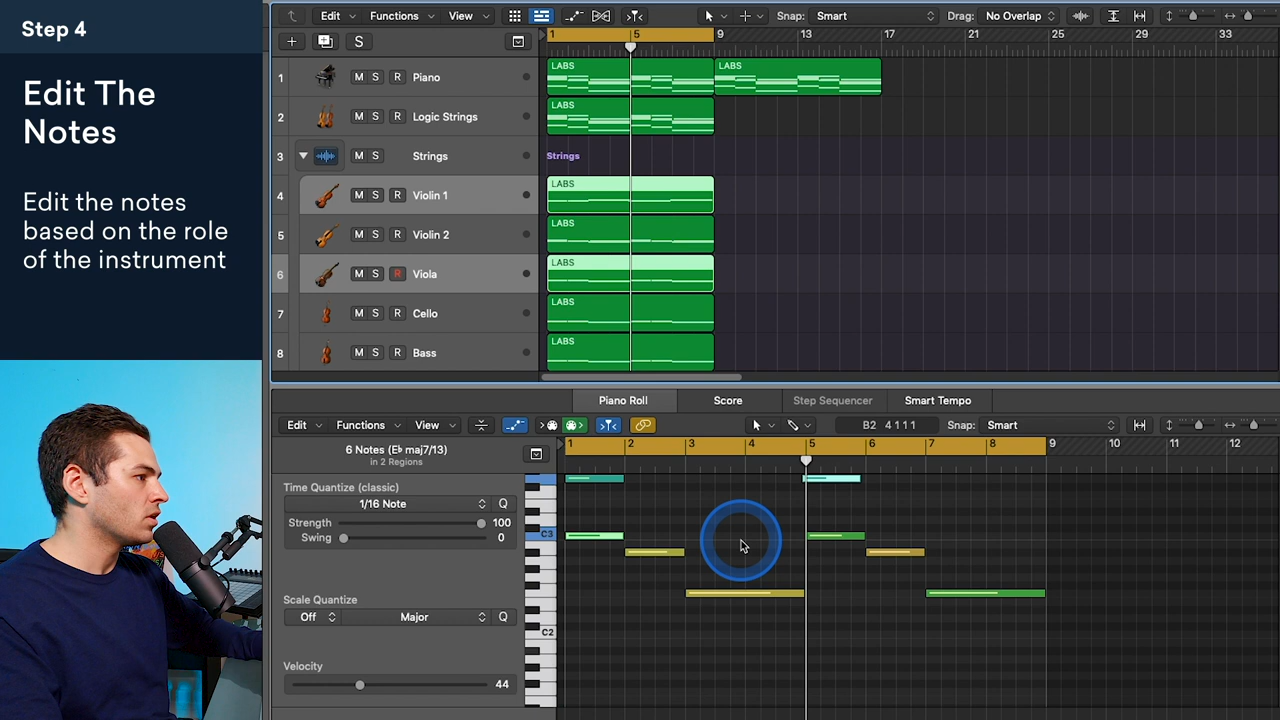 Step 4
Edit The
Notes
Edit the notes
based on the role
of the instrument
Edit Functions View Snap: Smart Drag: No Overlap
S 1 5 9 13 17 21 25 29 33
1 M S R Piano LABS LABS
2 M S R Logic Strings LABS
3 M S Strings Strings
4 M S R Violin 1 LABS
5 M S R Violin 2 LABS
6 M S R Viola LABS
7 M S R Cello LABS
8 M S R Bass LABS
Piano Roll Score Step Sequencer Smart Tempo
Edit Functions View B2 4 1 1 1 Snap: Smart
6 Notes (E♭ maj7/13) 1 2 3 4 5 6 7 8 9 10 11 12
in 2 Regions
Time Quantize (classic)
1/16 Note Q
Strength 100
Swing 0
C3
Scale Quantize
Off Major Q
C2
Velocity
44